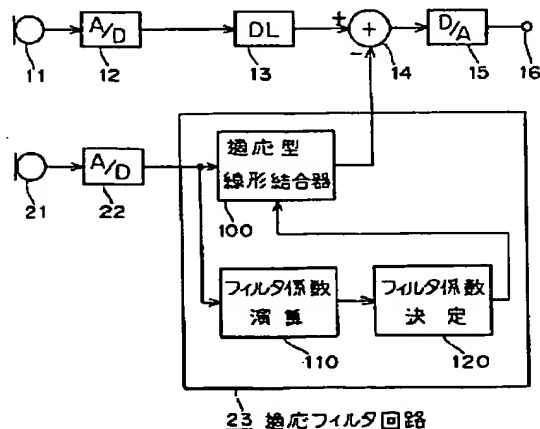 A/D
DL
+
+
-
D/A
11
12
13
14
15
16
A/D
適応型
線形結合器
21
22
100
フィルタ係数
演算
フィルタ係数
決定
110
120
23 適応フィルタ回路